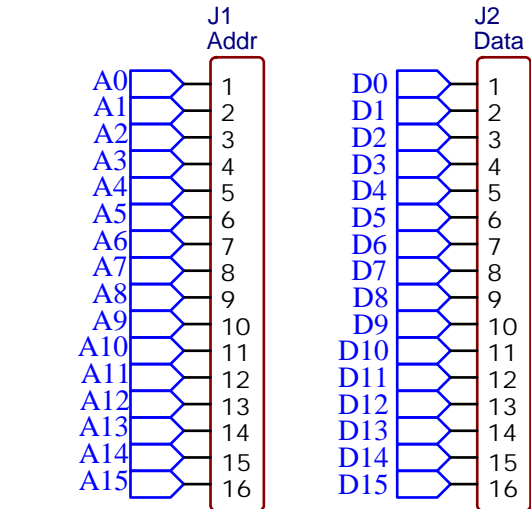 J1
Addr
A0 1
A1 2
A2 3
A3 4
A4 5
A5 6
A6 7
A7 8
A8 9
A9 10
A10 11
A11 12
A12 13
A13 14
A14 15
A15 16
J2
Data
D0 1
D1 2
D2 3
D3 4
D4 5
D5 6
D6 7
D7 8
D8 9
D9 10
D10 11
D11 12
D12 13
D13 14
D14 15
D15 16